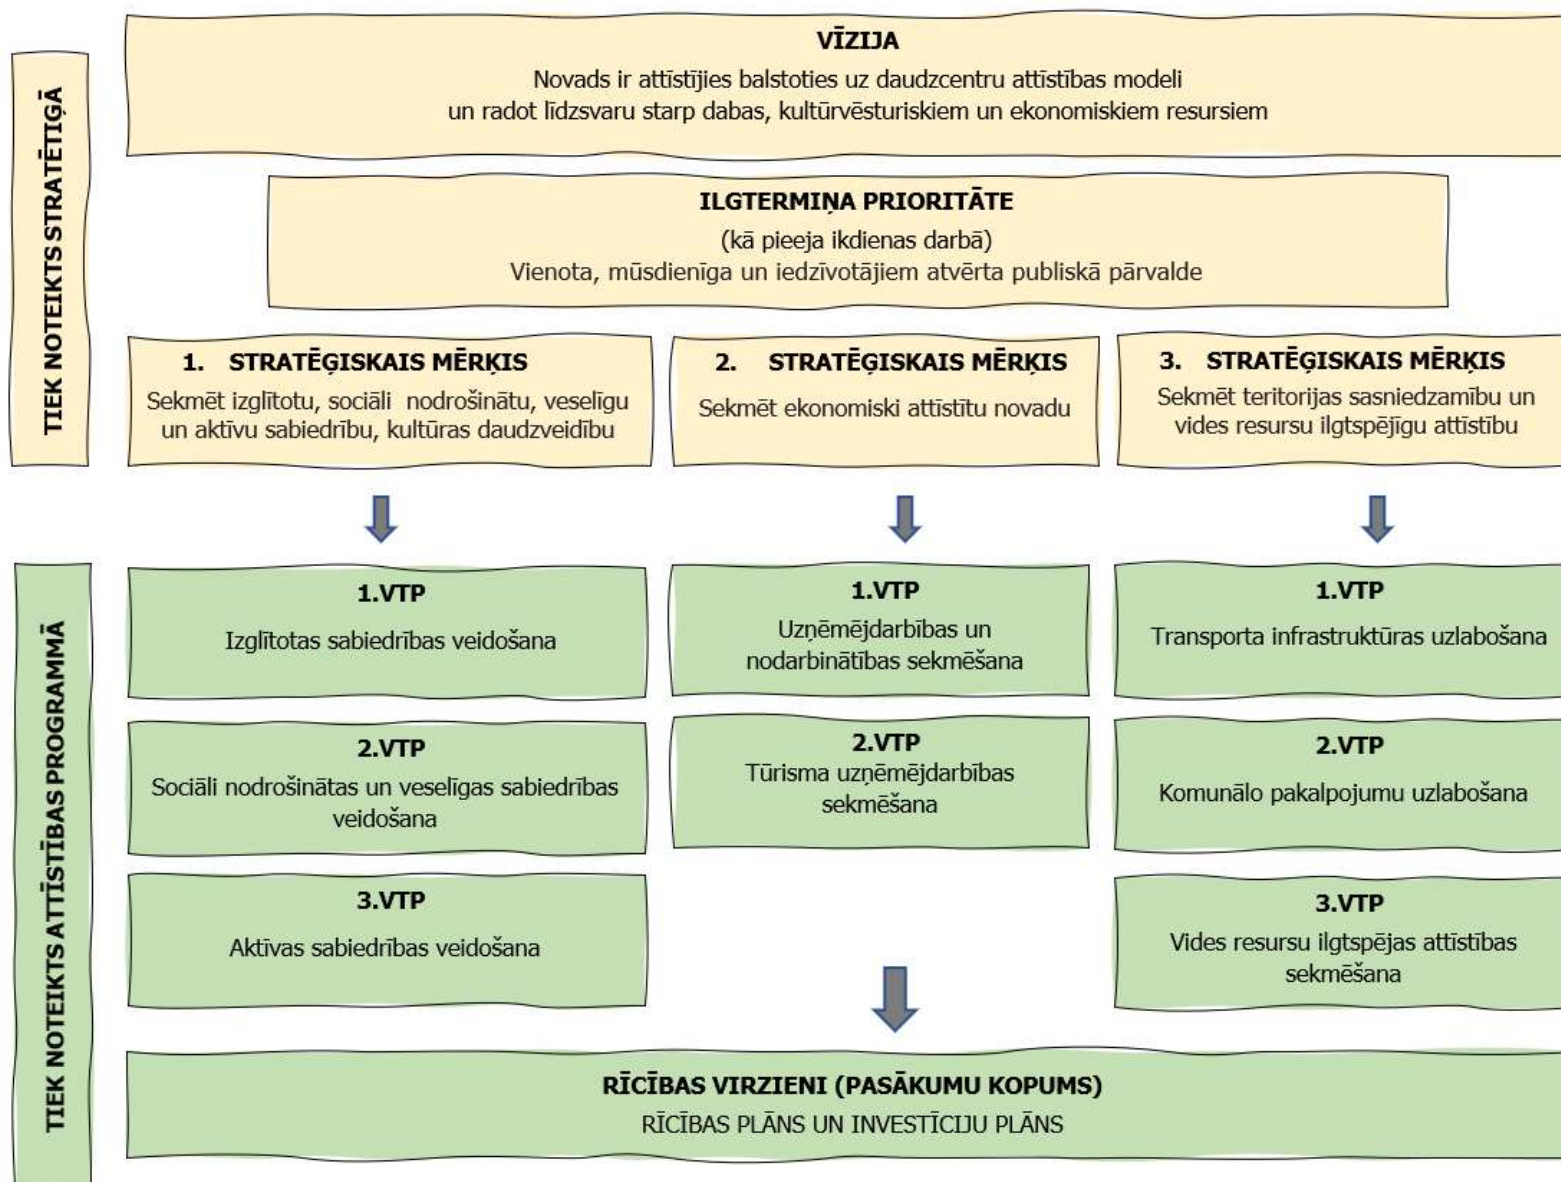 TIEK NOTEIKTS STRATĒTIĢĀ
VĪZIJA
Novads ir attīstījies balstoties uz daudzcentru attīstības modeli
un radot līdzsvaru starp dabas, kultūrvēsturiskiem un ekonomiskiem resursiem
ILGTERMIŅA PRIORITĀTE
(kā pieeja ikdienas darbā)
Vienota, mūsdienīga un iedzīvotājiem atvērta publiskā pārvalde
1. STRATĒĢISKAIS MĒRĶIS
Sekmēt izglītotu, sociāli nodrošinātu, veselīgu
un aktīvu sabiedrību, kultūras daudzveidību
2. STRATĒĢISKAIS MĒRĶIS
Sekmēt ekonomiski attīstītu novadu
3. STRATĒĢISKAIS MĒRĶIS
Sekmēt teritorijas sasniedzamību un
vides resursu ilgtspējīgu attīstību
TIEK NOTEIKTS ATTĪSTĪBAS PROGRAMMĀ
1.VTP
Izglītotas sabiedrības veidošana
2.VTP
Sociāli nodrošinātas un veselīgas sabiedrības
veidošana
3.VTP
Aktīvas sabiedrības veidošana
1.VTP
Uzņēmējdarbības un
nodarbinātības sekmēšana
2.VTP
Tūrisma uzņēmējdarbības
sekmēšana
1.VTP
Transporta infrastruktūras uzlabošana
2.VTP
Komunālo pakalpojumu uzlabošana
3.VTP
Vides resursu ilgtspējas attīstības
sekmēšana
RĪCĪBAS VIRZIENI (PASĀKUMU KOPUMS)
RĪCĪBAS PLĀNS UN INVESTĪCIJU PLĀNS